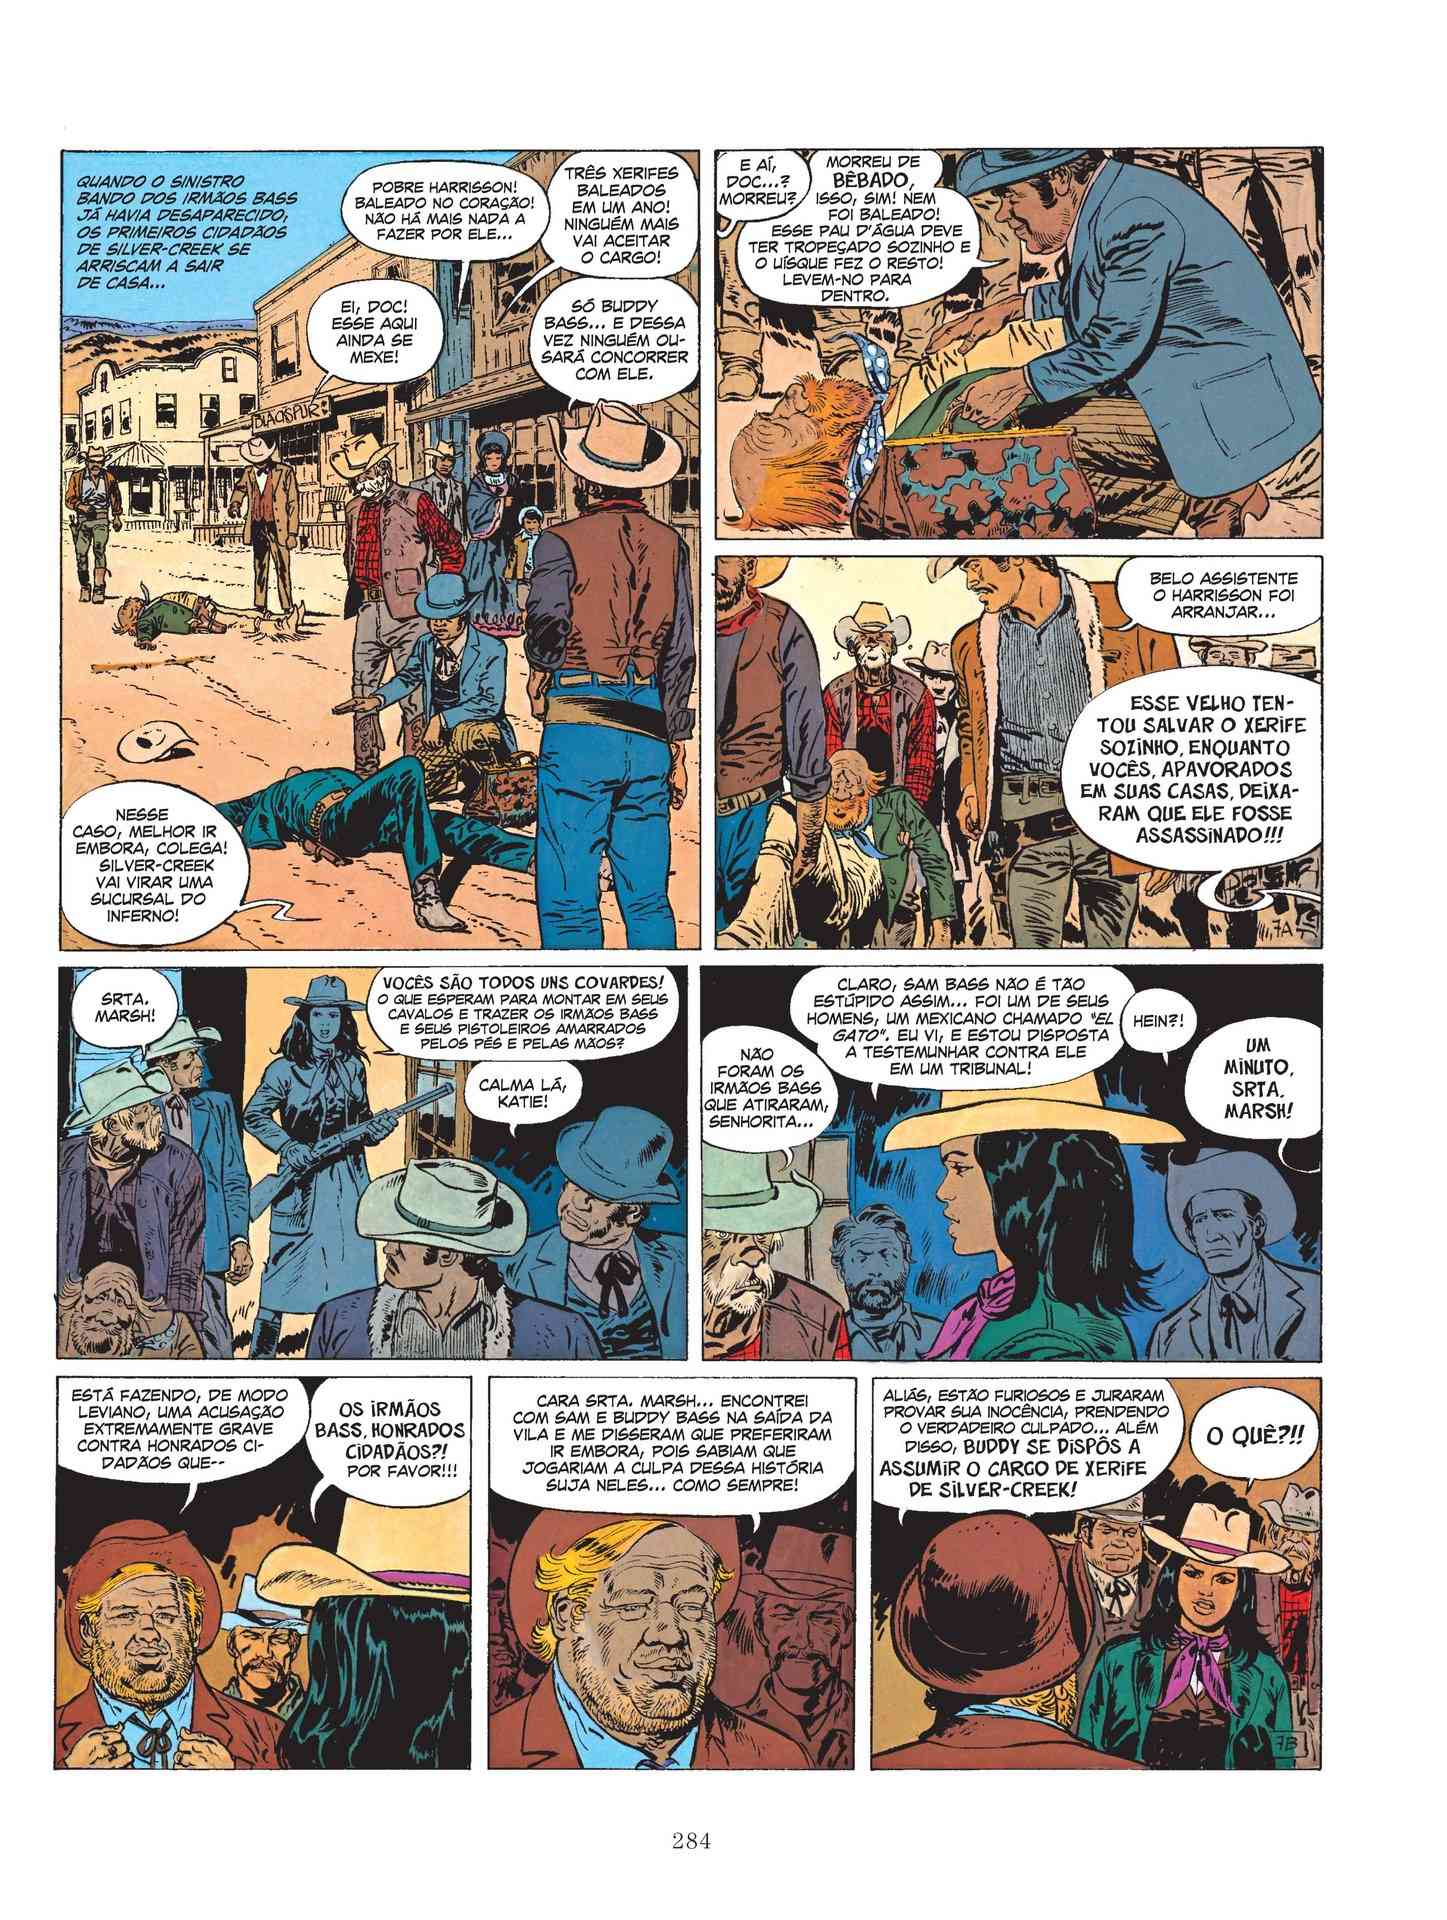 QUANDO O SINISTRO
BANDO DOS IRMÃOS BASS
JÁ HAVIA DESAPARECIDO,
OS PRIMEIROS CIDADÃOS
DE SILVER-CREEK SE
ARRISCAM A SAIR
DE CASA...
POBRE HARRISSON!
BALEADO NO CORAÇÃO!
NÃO HÁ MAIS NADA A
FAZER POR ELE...
TRÊS XERIFES
BALEADOS
EM UM ANO!
NINGUÉM MAIS
VAI ACEITAR
O CARGO!
EI, DOC!
ESSE AQUI
AINDA SE
MEXE!
SÓ BUDDY
BASS... E DESSA
VEZ NINGUÉM OU-
SARÁ CONCORRER
COM ELE.
BLACKSPUR
NESSE
CASO, MELHOR IR
EMBORA, COLEGA!
SILVER-CREEK
VAI VIRAR UMA
SUCURSAL DO
INFERNO!
E AÍ,
DOC...?
MORREU?
MORREU DE
BÊBADO,
ISSO, SIM! NEM
FOI BALEADO!
ESSE PAU D'ÁGUA DEVE
TER TROPEÇADO SOZINHO E
O UÍSQUE FEZ O RESTO!
LEVEM-NO PARA
DENTRO.
BELO ASSISTENTE
O HARRISSON FOI
ARRANJAR...
ESSE VELHO TEN-
TOU SALVAR O XERIFE
SOZINHO, ENQUANTO
VOCÊS, APAVORADOS
EM SUAS CASAS, DEIXA-
RAM QUE ELE FOSSE
ASSASSINADO!!!
7A
SRTA.
MARSH!
VOCÊS SÃO TODOS UNS COVARDES!
O QUE ESPERAM PARA MONTAR EM SEUS
CAVALOS E TRAZER OS IRMÃOS BASS
E SEUS PISTOLEIROS AMARRADOS
PELOS PÉS E PELAS MÃOS?
CALMA LÁ,
KATIE!
NÃO
FORAM OS
IRMÃOS BASS
QUE ATIRARAM,
SENHORITA...
CLARO, SAM BASS NÃO É TÃO
ESTÚPIDO ASSIM... FOI UM DE SEUS
HOMENS, UM MEXICANO CHAMADO "EL
GATO". EU VI, E ESTOU DISPOSTA
A TESTEMUNHAR CONTRA ELE
EM UM TRIBUNAL!
HEIN?!
UM
MINUTO,
SRTA.
MARSH!
ESTÁ FAZENDO, DE MODO
LEVIANO, UMA ACUSAÇÃO
EXTREMAMENTE GRAVE
CONTRA HONRADOS CI-
DADÃOS QUE--
OS IRMÃOS
BASS, HONRADOS
CIDADÃOS?!
POR FAVOR!!!
CARA SRTA. MARSH... ENCONTREI
COM SAM E BUDDY BASS NA SAÍDA DA
VILA E ME DISSERAM QUE PREFERIRAM
IR EMBORA, POIS SABIAM QUE
JOGARIAM A CULPA DESSA HISTÓRIA
SUJA NELES... COMO SEMPRE!
ALIÁS, ESTÃO FURIOSOS E JURARAM
PROVAR SUA INOCÊNCIA, PRENDENDO
O VERDADEIRO CULPADO... ALÉM
DISSO, BUDDY SE DISPÔS A
ASSUMIR O CARGO DE XERIFE
DE SILVER-CREEK!
O QUÊ?!!
7B
284